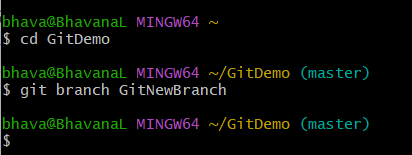 bhava@BhavanaL MINGW64 ~
$ cd GitDemo
bhava@BhavanaL MINGW64 ~/GitDemo (master)
$ git branch GitNewBranch
bhava@BhavanaL MINGW64 ~/GitDemo (master)
$